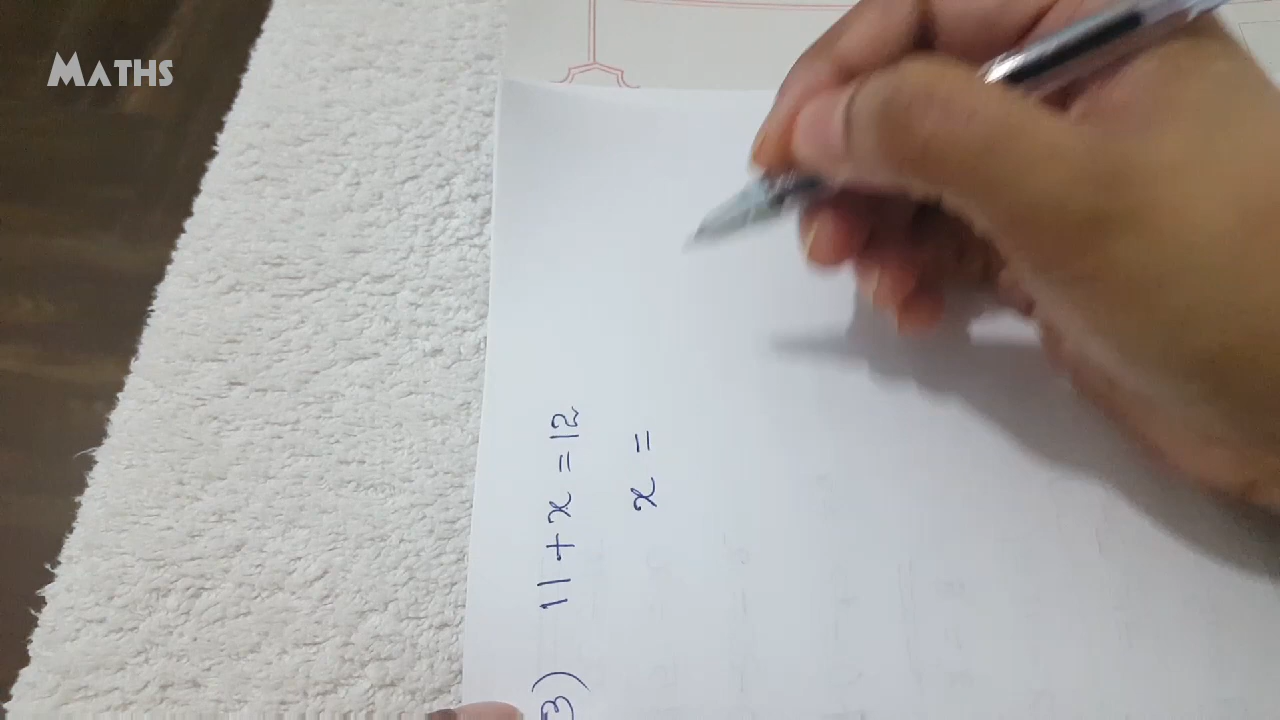 MATHS
3) 11 + x = 12
x =